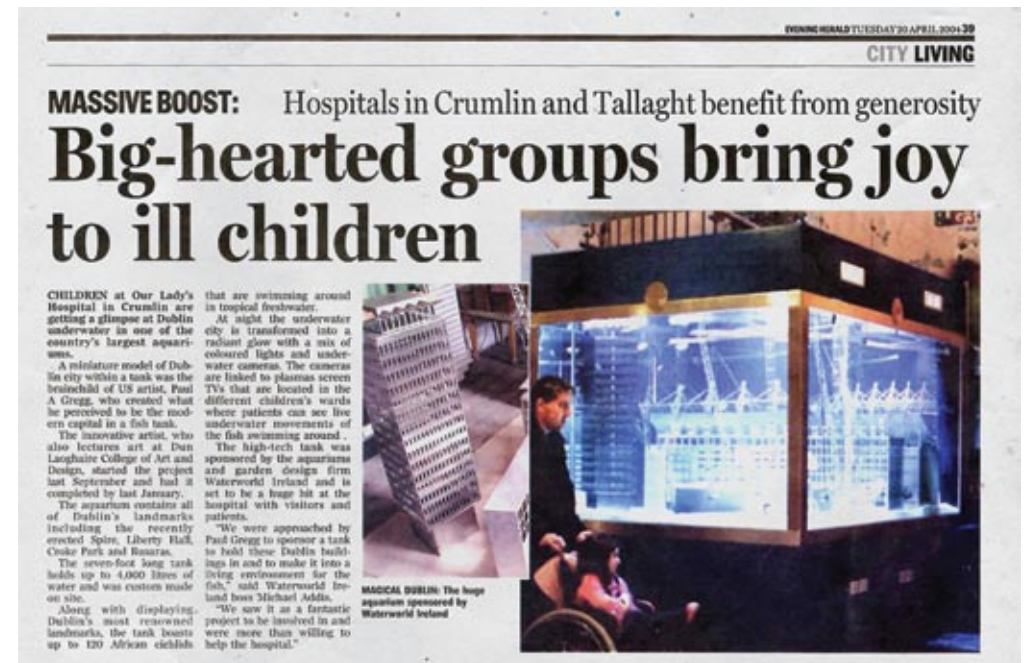 EVENING HERALD TUESDAY 20 APRIL 2004 39
CITY LIVING
MASSIVE BOOST: Hospitals in Crumlin and Tallaght benefit from generosity
Big-hearted groups bring joy
to ill children
CHILDREN at Our Lady's
Hospital in Crumlin are
getting a glimpse at Dublin
underwater in one of the
country's largest aquari-
ums.
A miniature model of Dub-
lin city within a tank was the
brainchild of US artist, Paul
A Gregg, who created what
he perceived to be the mod-
ern capital in a fish tank.
The innovative artist, who
also lectures art at Dun
Laoghaire College of Art and
Design, started the project
last September and had it
completed by last January.
The aquarium contains all
of Dublin's landmarks
including the recently
erected Spire, Liberty Hall,
Croke Park and Busaras.
The seven-foot long tank
holds up to 4,000 litres of
water and was custom made
on site.
Along with displaying
Dublin's most renowned
landmarks, the tank boasts
up to 120 African cichlids
that are swimming around
in tropical freshwater.
At night the underwater
city is transformed into a
radiant glow with a mix of
coloured lights and under-
water cameras. The cameras
are linked to plasmas screen
TVs that are located in the
different children's wards
where patients can see live
underwater movements of
the fish swimming around .
The high-tech tank was
sponsored by the aquariums
and garden design firm
Waterworld Ireland and is
set to be a huge hit at the
hospital with visitors and
patients.
"We were approached by
Paul Gregg to sponsor a tank
to hold these Dublin build-
ings in and to make it into a
living environment for the
fish," said Waterworld Ire-
land boss Michael Addis.
"We saw it as a fantastic
project to be involved in and
were more than willing to
help the hospital."
MAGICAL DUBLIN: The huge
aquarium sponsored by
Waterworld Ireland